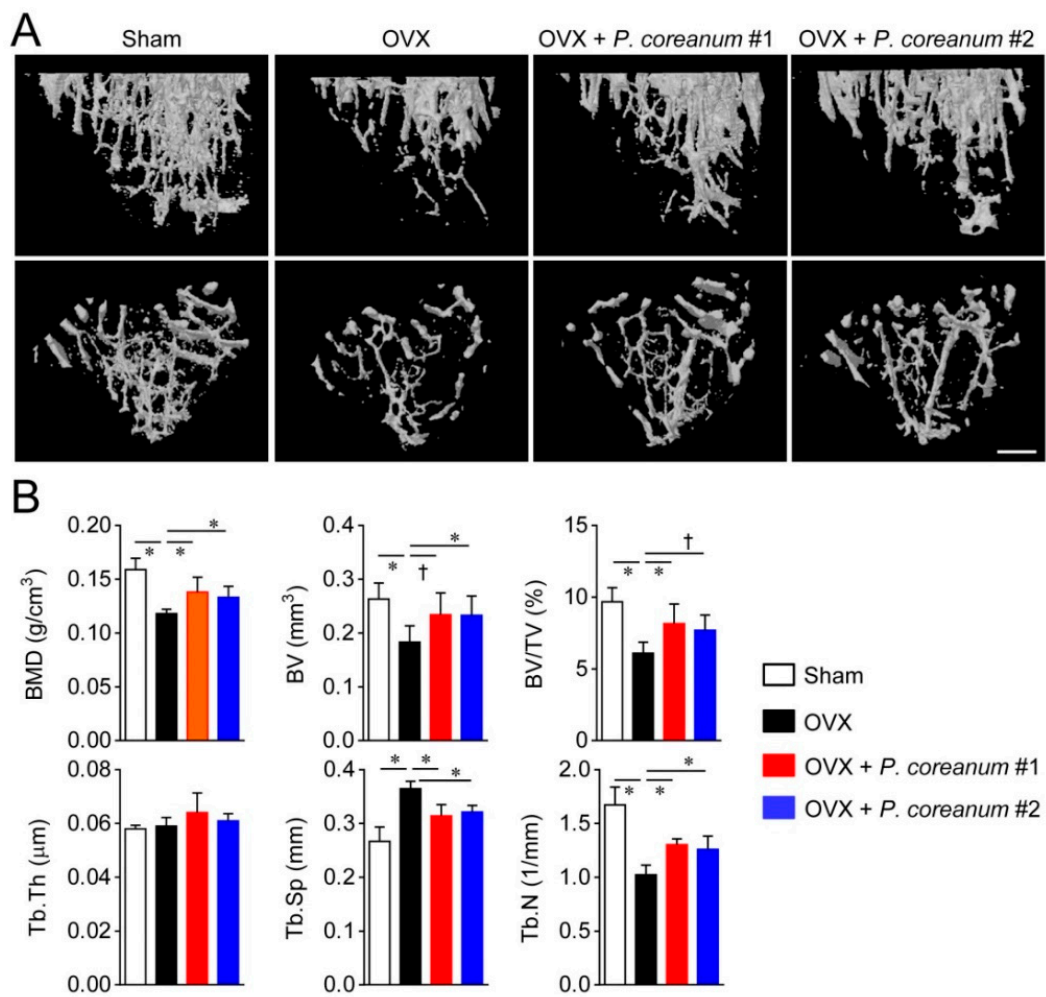 A
Sham
OVX
OVX + P. coreanum #1
OVX + P. coreanum #2
B
BMD (g/cm³)
0.20
0.15
0.10
0.05
0.00
*
*
*
BV (mm³)
0.4
0.3
0.2
0.1
0.0
*
†
*
BV/TV (%)
15
10
5
0
*
*
†
Sham
OVX
OVX + P. coreanum #1
OVX + P. coreanum #2
Tb.Th (μm)
0.08
0.06
0.04
0.02
0.00
Tb.Sp (mm)
0.4
0.3
0.2
0.1
0.0
*
*
*
Tb.N (1/mm)
2.0
1.5
1.0
0.5
0.0
*
*
*